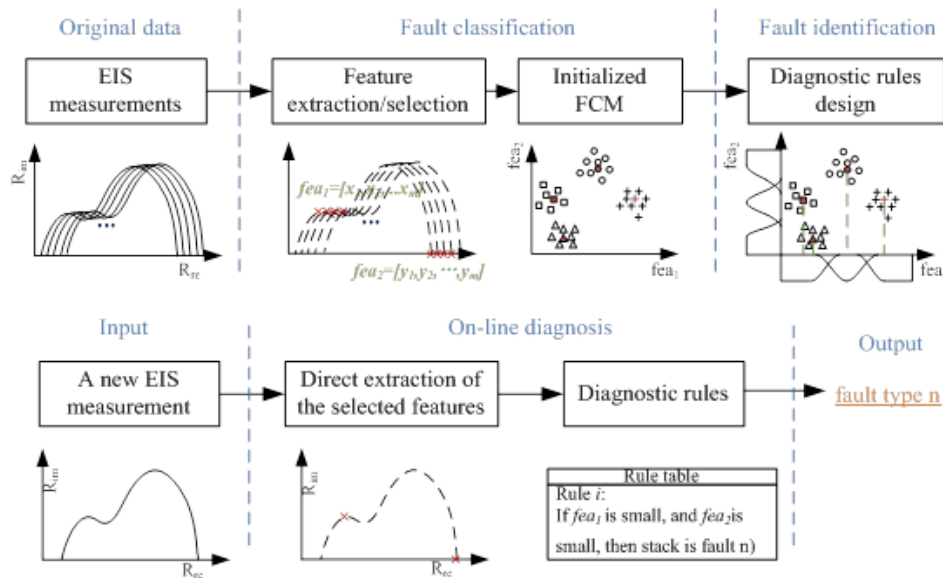 Original data
Fault classification
Fault identification
EIS
measurements
Feature
extraction/selection
Initialized
FCM
Diagnostic rules
design
fea₂
fea₂
fea₁=[x₁,
xₘ]
...
...
fea₂=[y₁,y₂,⋯,yₘ]
Rᵣₑ
fea₁
fea
Input
On-line diagnosis
Output
A new EIS
measurement
Direct extraction of
the selected features
Diagnostic rules
fault type n
Rᵢₘ
Rule table
Rule i:
If fea₁ is small, and fea₂is
small, then stack is fault n)
Rᵣₑ
Rᵣₑ